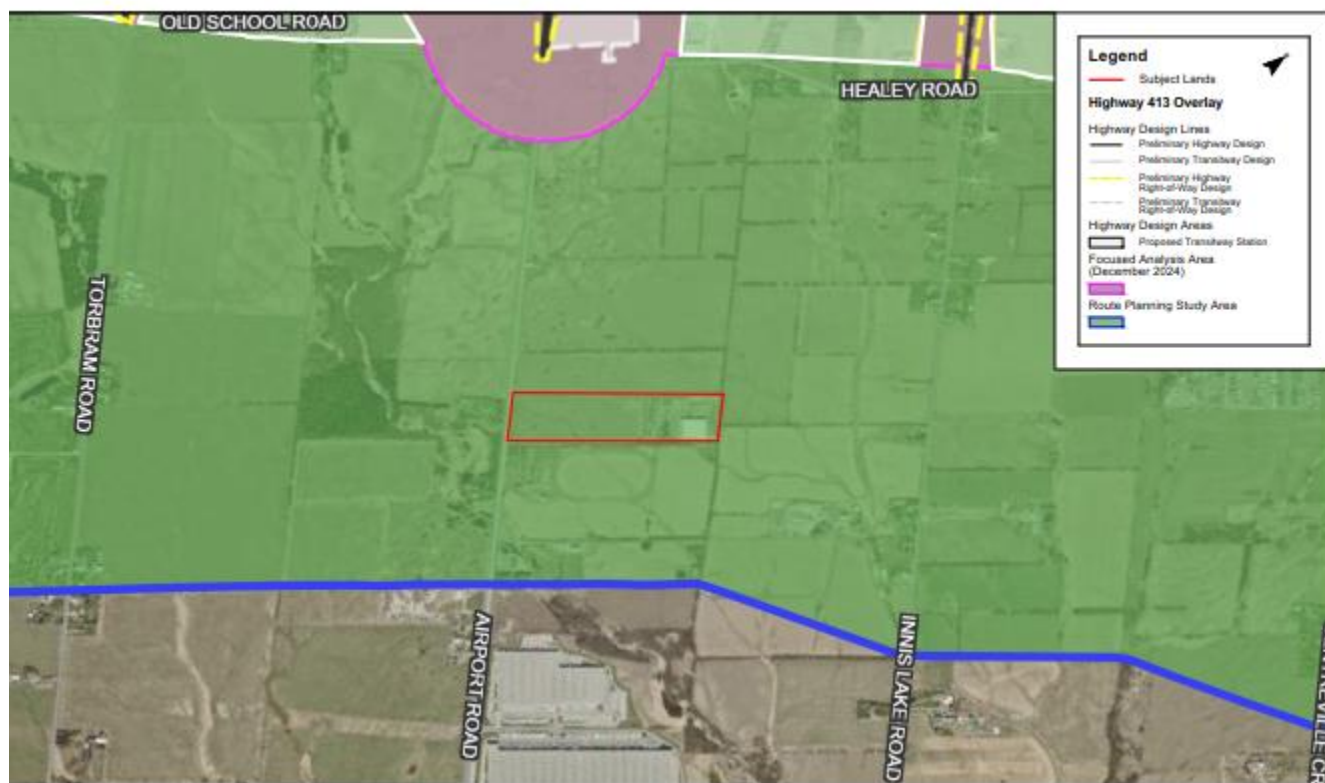 OLD SCHOOL ROAD
HEALEY ROAD
TORBRAM ROAD
AIRPORT ROAD
INNIS LAKE ROAD
Legend
Subject Lands
Highway 413 Overlay
Highway Design Lines
Preliminary Highway Design
Preliminary Transitway Design
Preliminary Highway
Right-of-Way Design
Preliminary Transitway
Right-of-Way Design
Highway Design Areas
Proposed Transitway Station
Focused Analysis Area
(December 2024)
Route Planning Study Area